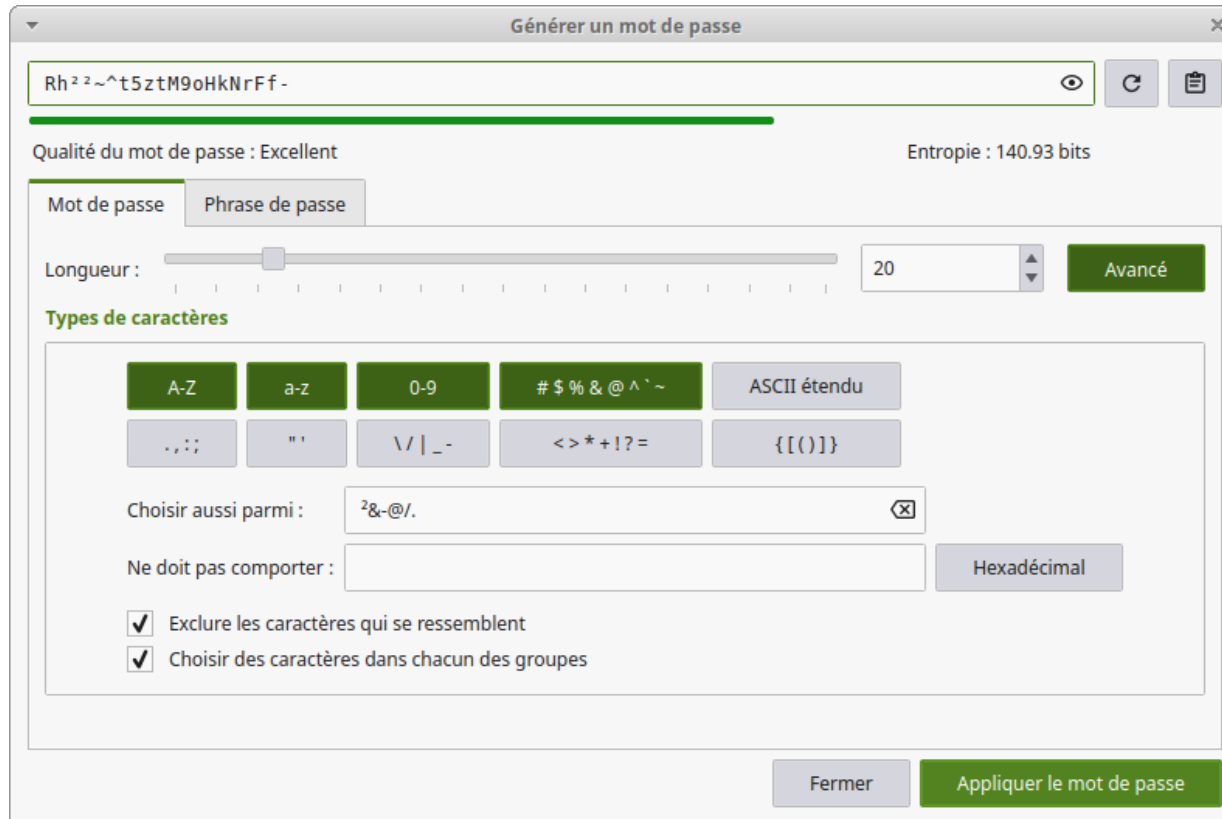 Générer un mot de passe
Rh²²~^t5ztM9oHkNrFf-
Qualité du mot de passe : Excellent Entropie : 140.93 bits
Mot de passe Phrase de passe
Longueur : 20 Avancé
Types de caractères
A-Z a-z 0-9 # $ % & @ ^ ` ~ ASCII étendu
. , : ; " ' \ / | _ - < > * + ! ? = { [ ( ) ] }
Choisir aussi parmi : ²&-@/.
Ne doit pas comporter : Hexadécimal
Exclure les caractères qui se ressemblent
Choisir des caractères dans chacun des groupes
Fermer Appliquer le mot de passe